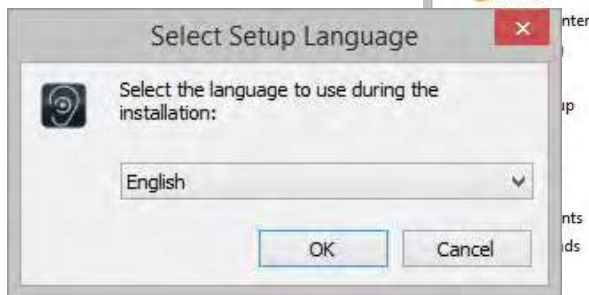 Select Setup Language
Select the language to use during the
installation:
English
OK
Cancel